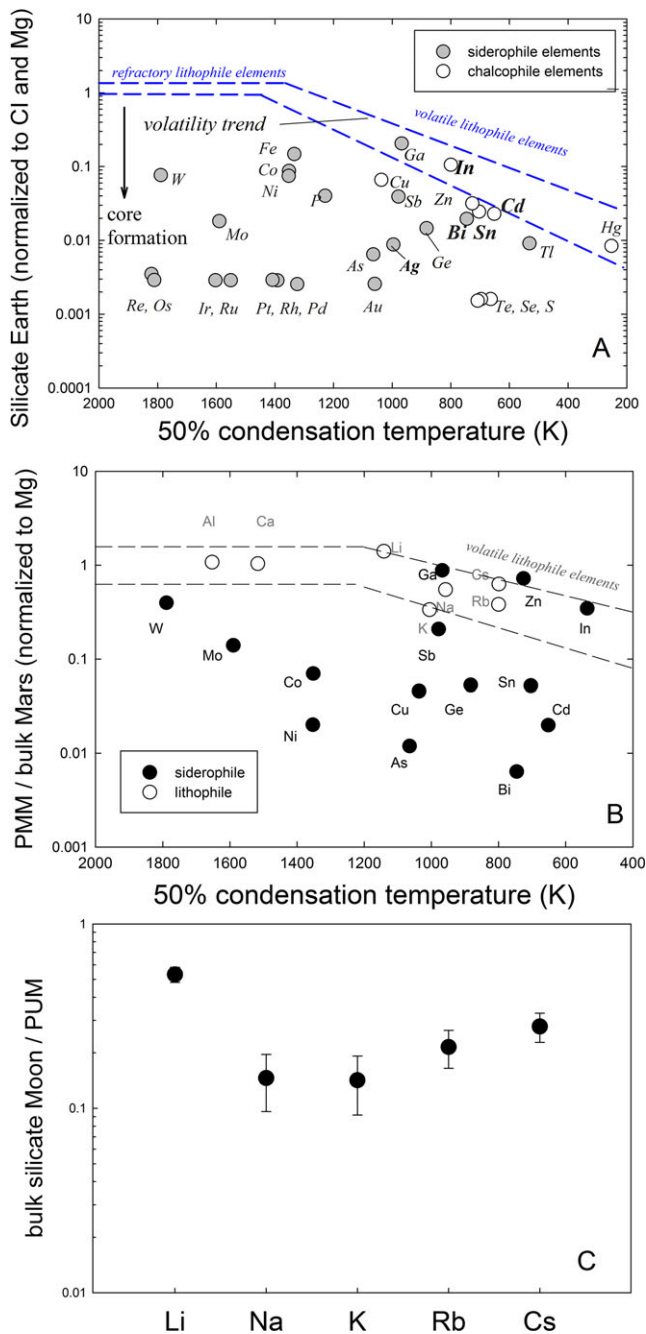 Silicate Earth (normalized to CI and Mg)
10
1
0.1
0.01
0.001
0.0001
siderophile elements
chalcophile elements
refractory lithophile elements
volatility trend
volatile lithophile elements
core
formation
W
Fe
Co
Ni
Mo
P
Ga
In
Cu
Sb
Zn
Cd
Bi Sn
Hg
As
Ag
Ge
Tl
Re, Os
Ir, Ru
Pt, Rh, Pd
Au
Te, Se, S
A
2000 1800 1600 1400 1200 1000 800 600 400 200
50% condensation temperature (K)
PMM / bulk Mars (normalized to Mg)
10
1
0.1
0.01
0.001
Al
Ca
Li
volatile lithophile elements
Ga
Cs
Zn
Na
Rb
In
W
K
Mo
Sb
Co
Sn
Cu
Ge
Cd
Ni
As
Bi
siderophile
lithophile
B
2000 1800 1600 1400 1200 1000 800 600 400
50% condensation temperature (K)
bulk silicate Moon / PUM
1
0.1
0.01
C
Li Na K Rb Cs